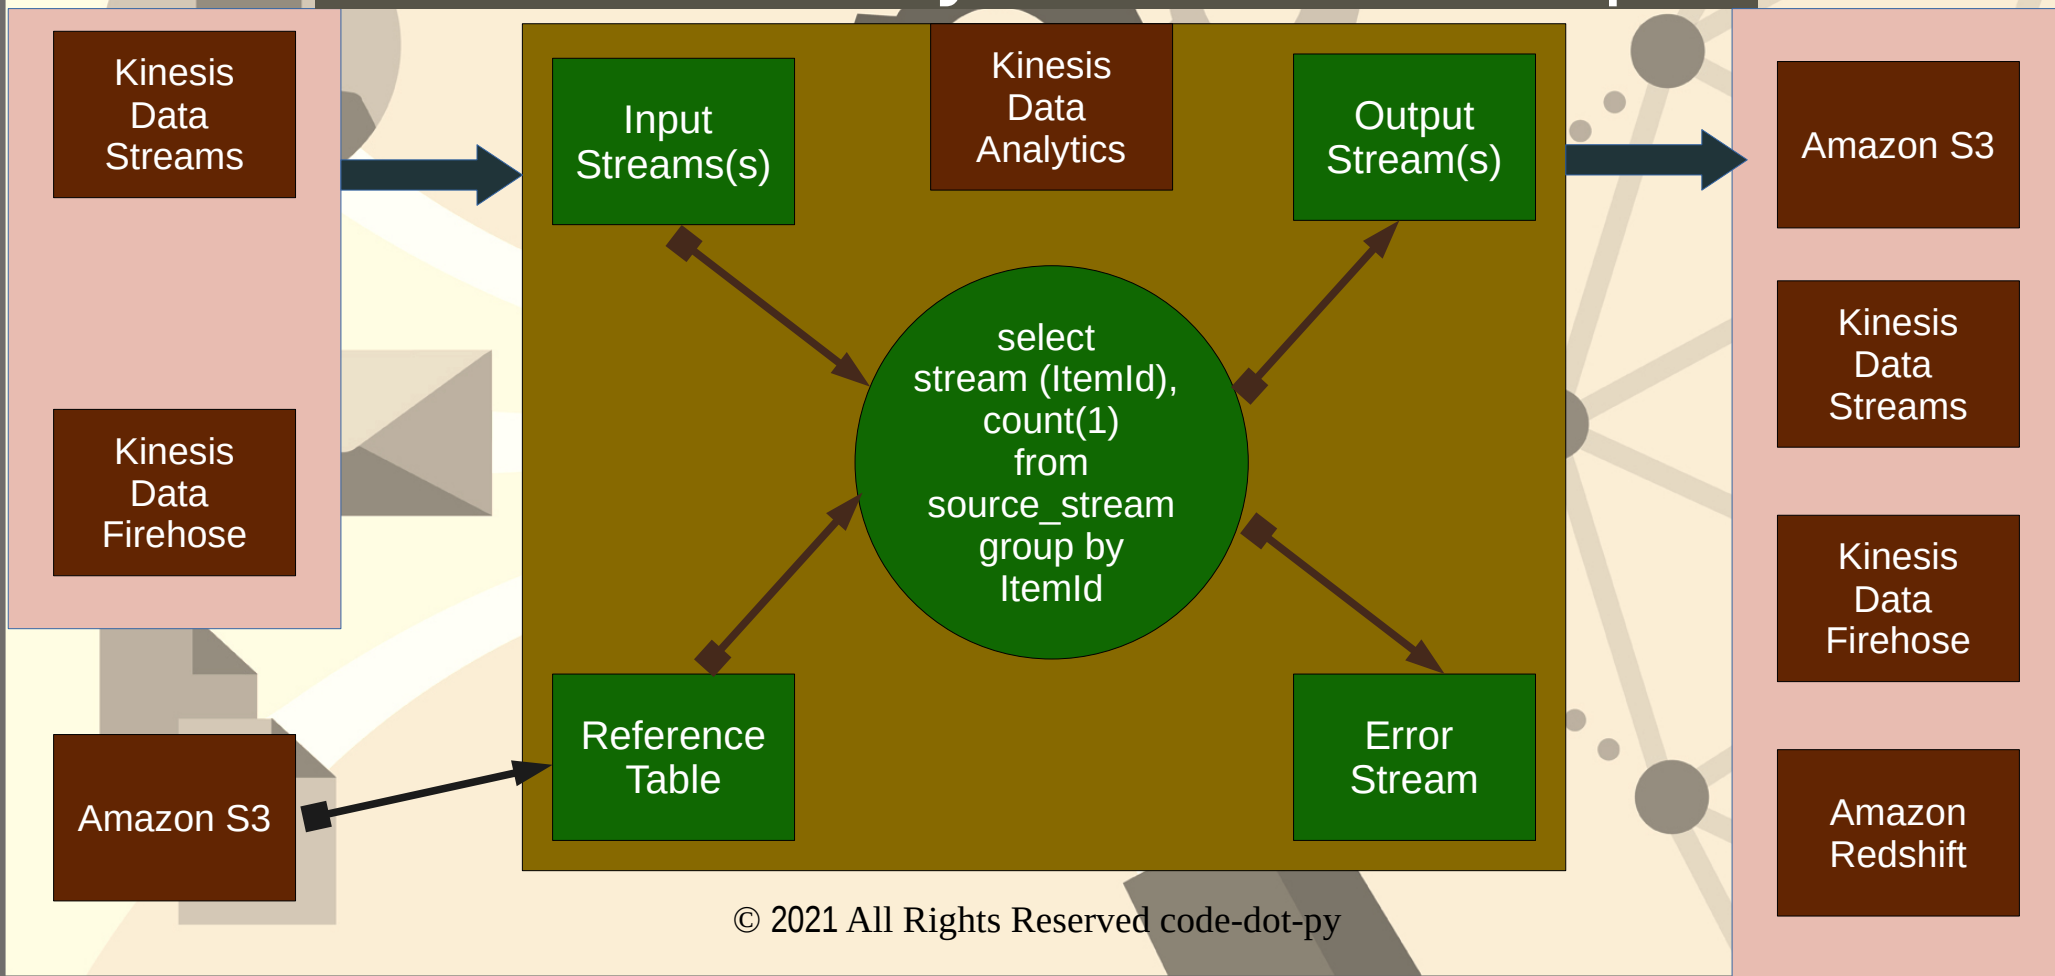 Kinesis
Data
Streams
Kinesis
Data
Firehose
Amazon S3
Input
Streams(s)
Kinesis
Data
Analytics
Output
Stream(s)
select
stream (ItemId),
count(1)
from
source_stream
group by
ItemId
Reference
Table
Error
Stream
Amazon S3
Kinesis
Data
Streams
Kinesis
Data
Firehose
Amazon
Redshift
© 2021 All Rights Reserved code-dot-py